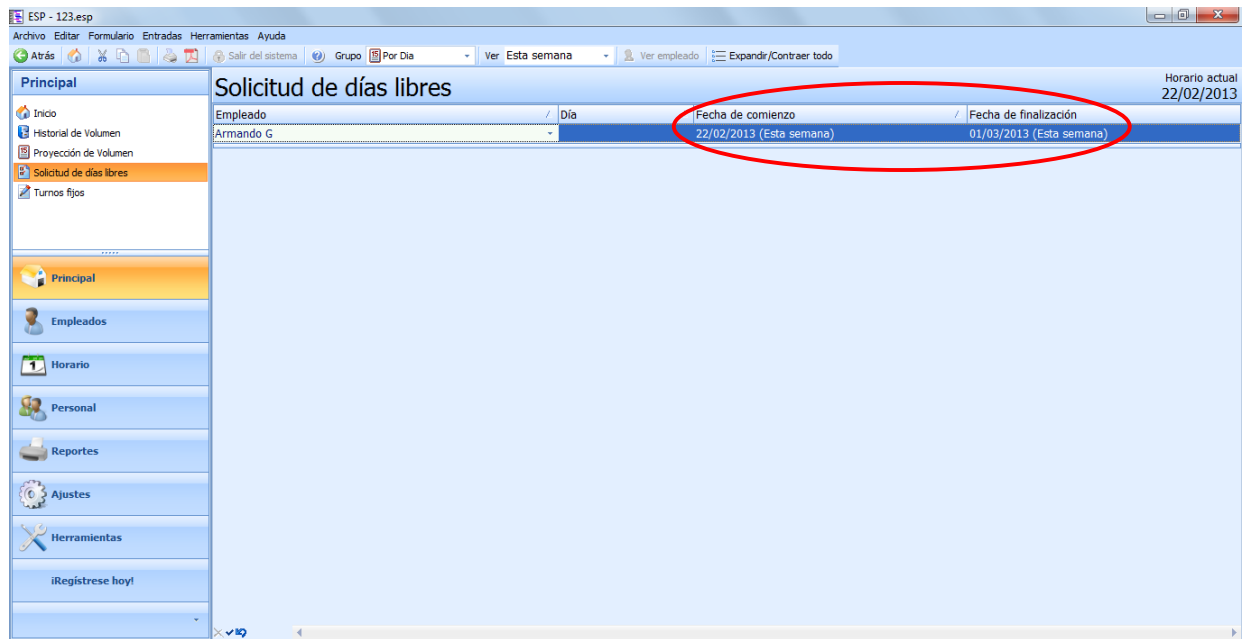 ESP - 123.esp
Archivo Editar Formulario Entradas Herramientas Ayuda
Atrás Salir del sistema Grupo 15 Por Dia Ver Esta semana Ver empleado Expandir/Contraer todo
Principal
Solicitud de días libres
Horario actual
22/02/2013
Inicio
Historial de Volumen
Proyección de Volumen
Solicitud de días libres
Turnos fijos
Empleado Día Fecha de comienzo Fecha de finalización
Armando G 22/02/2013 (Esta semana) 01/03/2013 (Esta semana)
Principal
Empleados
1 Horario
Personal
Reportes
Ajustes
Herramientas
¡Regístrese hoy!